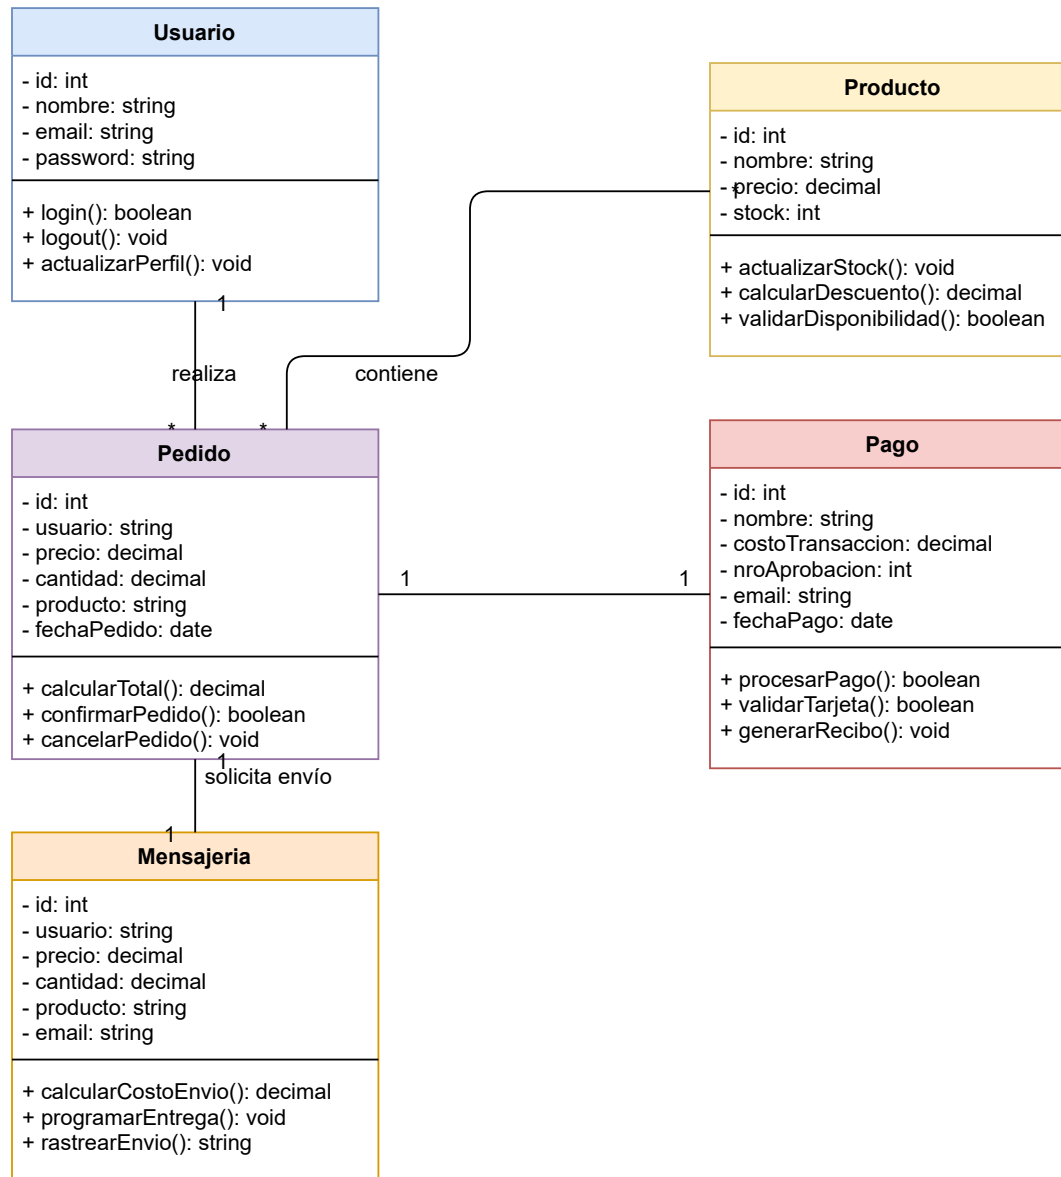 Usuario
- id: int
- nombre: string
- email: string
- password: string
+ login(): boolean
+ logout(): void
+ actualizarPerfil(): void
1
realiza
*
Producto
- id: int
- nombre: string
- precio: decimal
*
- stock: int
+ actualizarStock(): void
+ calcularDescuento(): decimal
+ validarDisponibilidad(): boolean
contiene
*
Pedido
- id: int
- usuario: string
- precio: decimal
- cantidad: decimal
- producto: string
- fechaPedido: date
+ calcularTotal(): decimal
+ confirmarPedido(): boolean
+ cancelarPedido(): void
1
1
1
Pago
- id: int
- nombre: string
- costoTransaccion: decimal
- nroAprobacion: int
- email: string
- fechaPago: date
+ procesarPago(): boolean
+ validarTarjeta(): boolean
+ generarRecibo(): void
solicita envío
1
Mensajeria
- id: int
- usuario: string
- precio: decimal
- cantidad: decimal
- producto: string
- email: string
+ calcularCostoEnvio(): decimal
+ programarEntrega(): void
+ rastrearEnvio(): string